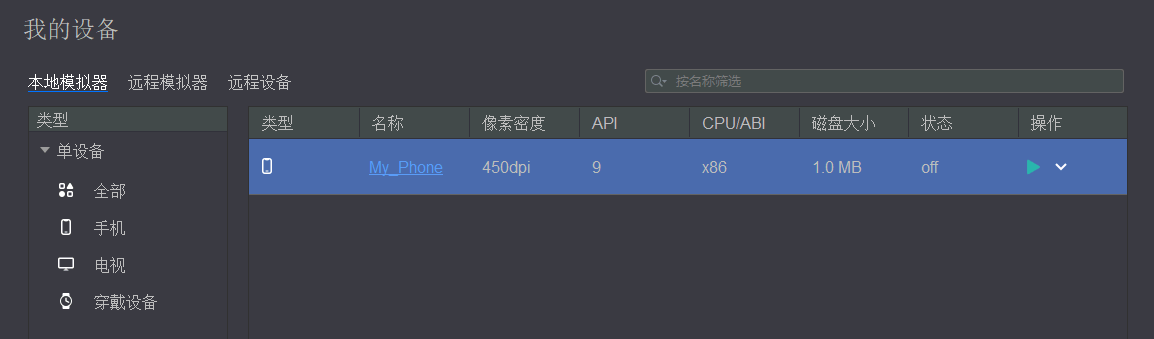 我的设备
本地模拟器 远程模拟器 远程设备 按名称筛选
类型 类型 名称 像素密度 API CPU/ABI 磁盘大小 状态 操作
单设备 My_Phone 450dpi 9 x86 1.0 MB off
全部
手机
电视
穿戴设备